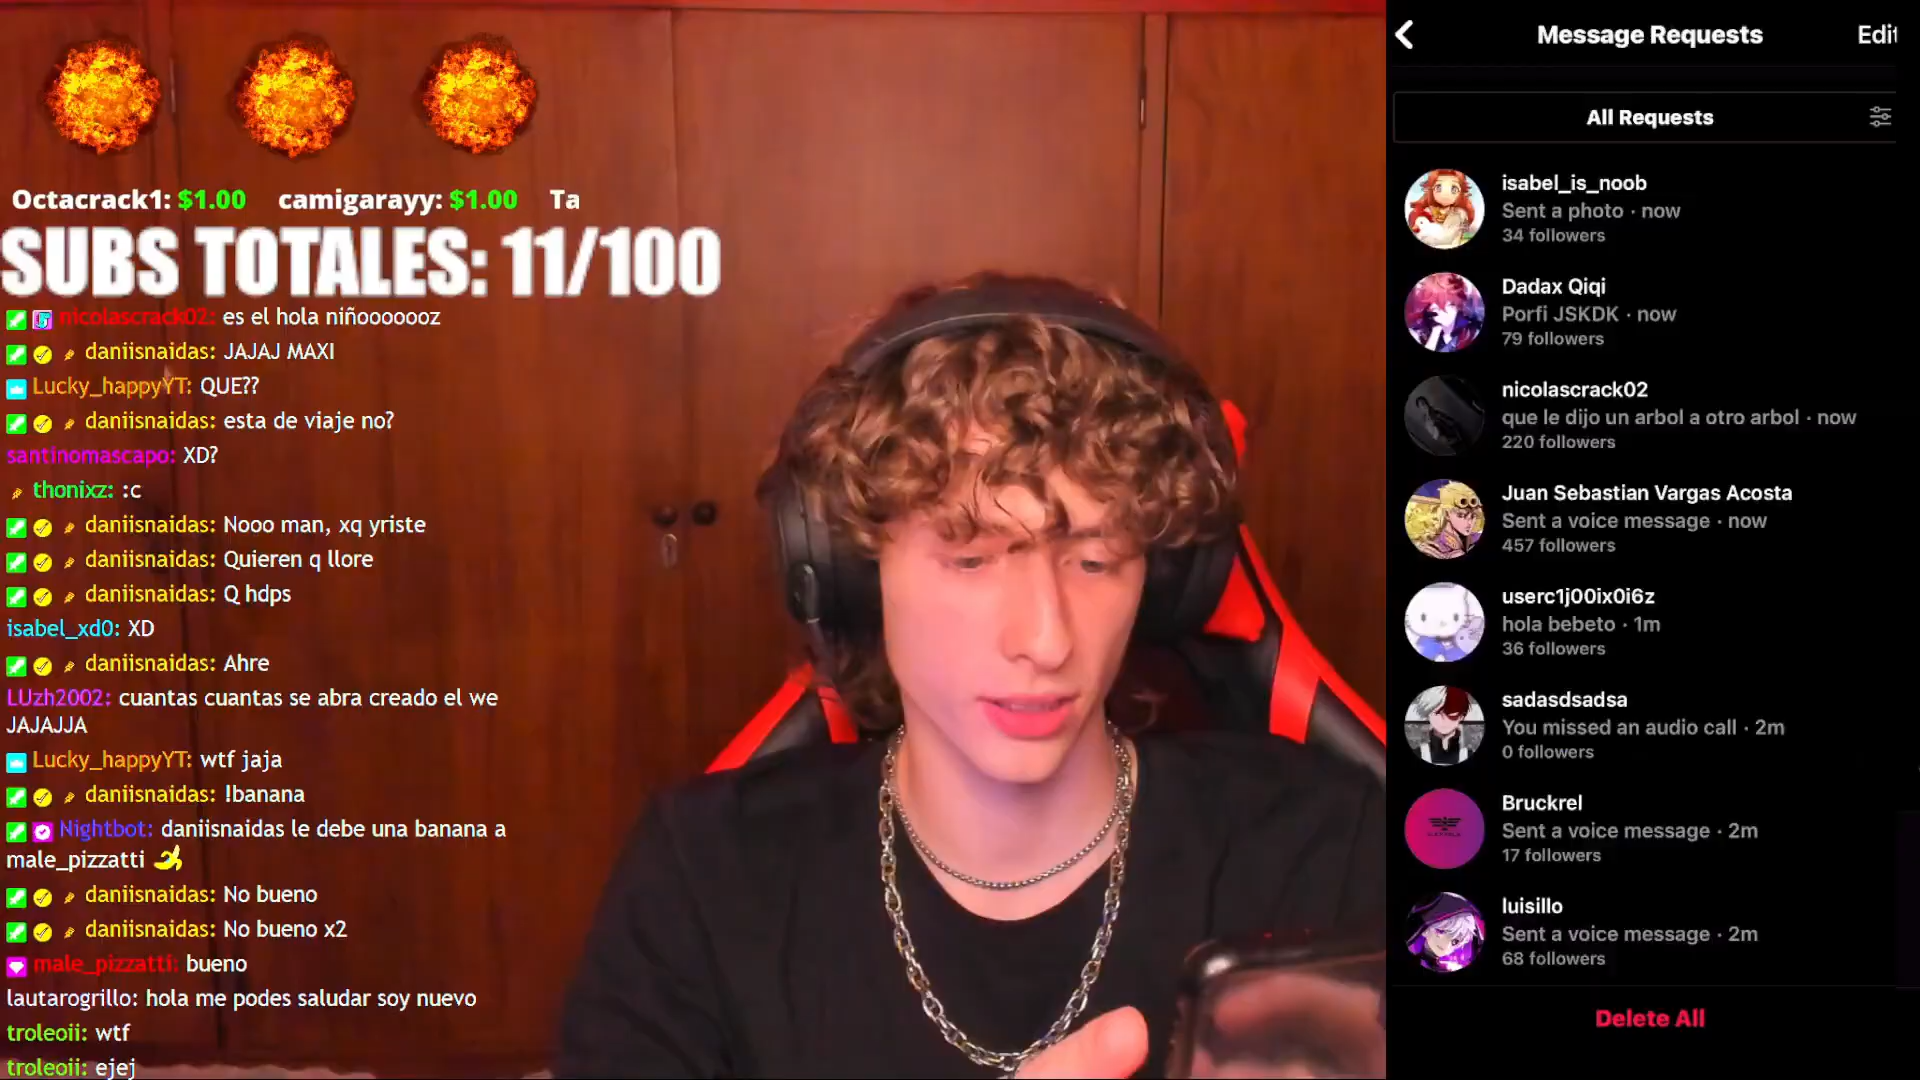 Octacrack1: $1.00 camigarayy: $1.00 Ta
SUBS TOTALES: 11/100
nicolascrack02: es el hola niñooooooz
daniisnaidas: JAJAJ MAXI
Lucky_happyYT: QUE??
daniisnaidas: esta de viaje no?
santinomascapo: XD?
thonixz: :c
daniisnaidas: Nooo man, xq yriste
daniisnaidas: Quieren q llore
daniisnaidas: Q hdps
isabel_xd0: XD
daniisnaidas: Ahre
LUzh2002: cuantas cuantas se abra creado el we
JAJAJJA
Lucky_happyYT: wtf jaja
daniisnaidas: !banana
Nightbot: daniisnaidas le debe una banana a
male_pizzatti 🍌
daniisnaidas: No bueno
daniisnaidas: No bueno x2
male_pizzatti: bueno
lautarogrillo: hola me podes saludar soy nuevo
troleoii: wtf
troleoii: ejej
Message Requests
Edit
All Requests
isabel_is_noob
Sent a photo · now
34 followers
Dadax Qiqi
Porfi JSKDK · now
79 followers
nicolascrack02
que le dijo un arbol a otro arbol · now
220 followers
Juan Sebastian Vargas Acosta
Sent a voice message · now
457 followers
userc1j00ix0i6z
hola bebeto · 1m
36 followers
sadasdsadsa
You missed an audio call · 2m
0 followers
Bruckrel
Sent a voice message · 2m
17 followers
luisillo
Sent a voice message · 2m
68 followers
Delete All